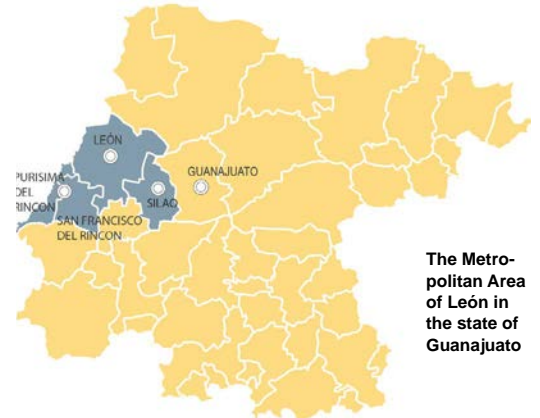 LEÓN
GUANAJUATO
PURISIMA
DEL
RINCON
SILAO
SAN FRANCISCO
DEL RINCON
The Metro-
politan Area
of León in
the state of
Guanajuato